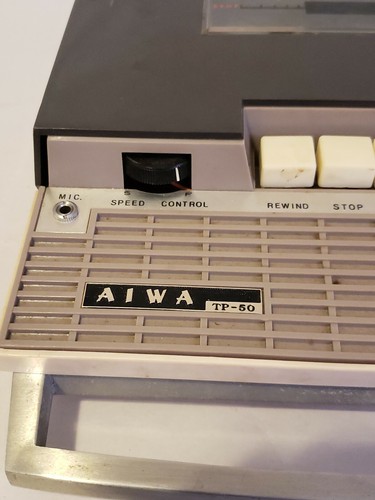 S F
MIC.
SPEED CONTROL
REWIND STOP
AIWA
TP-50